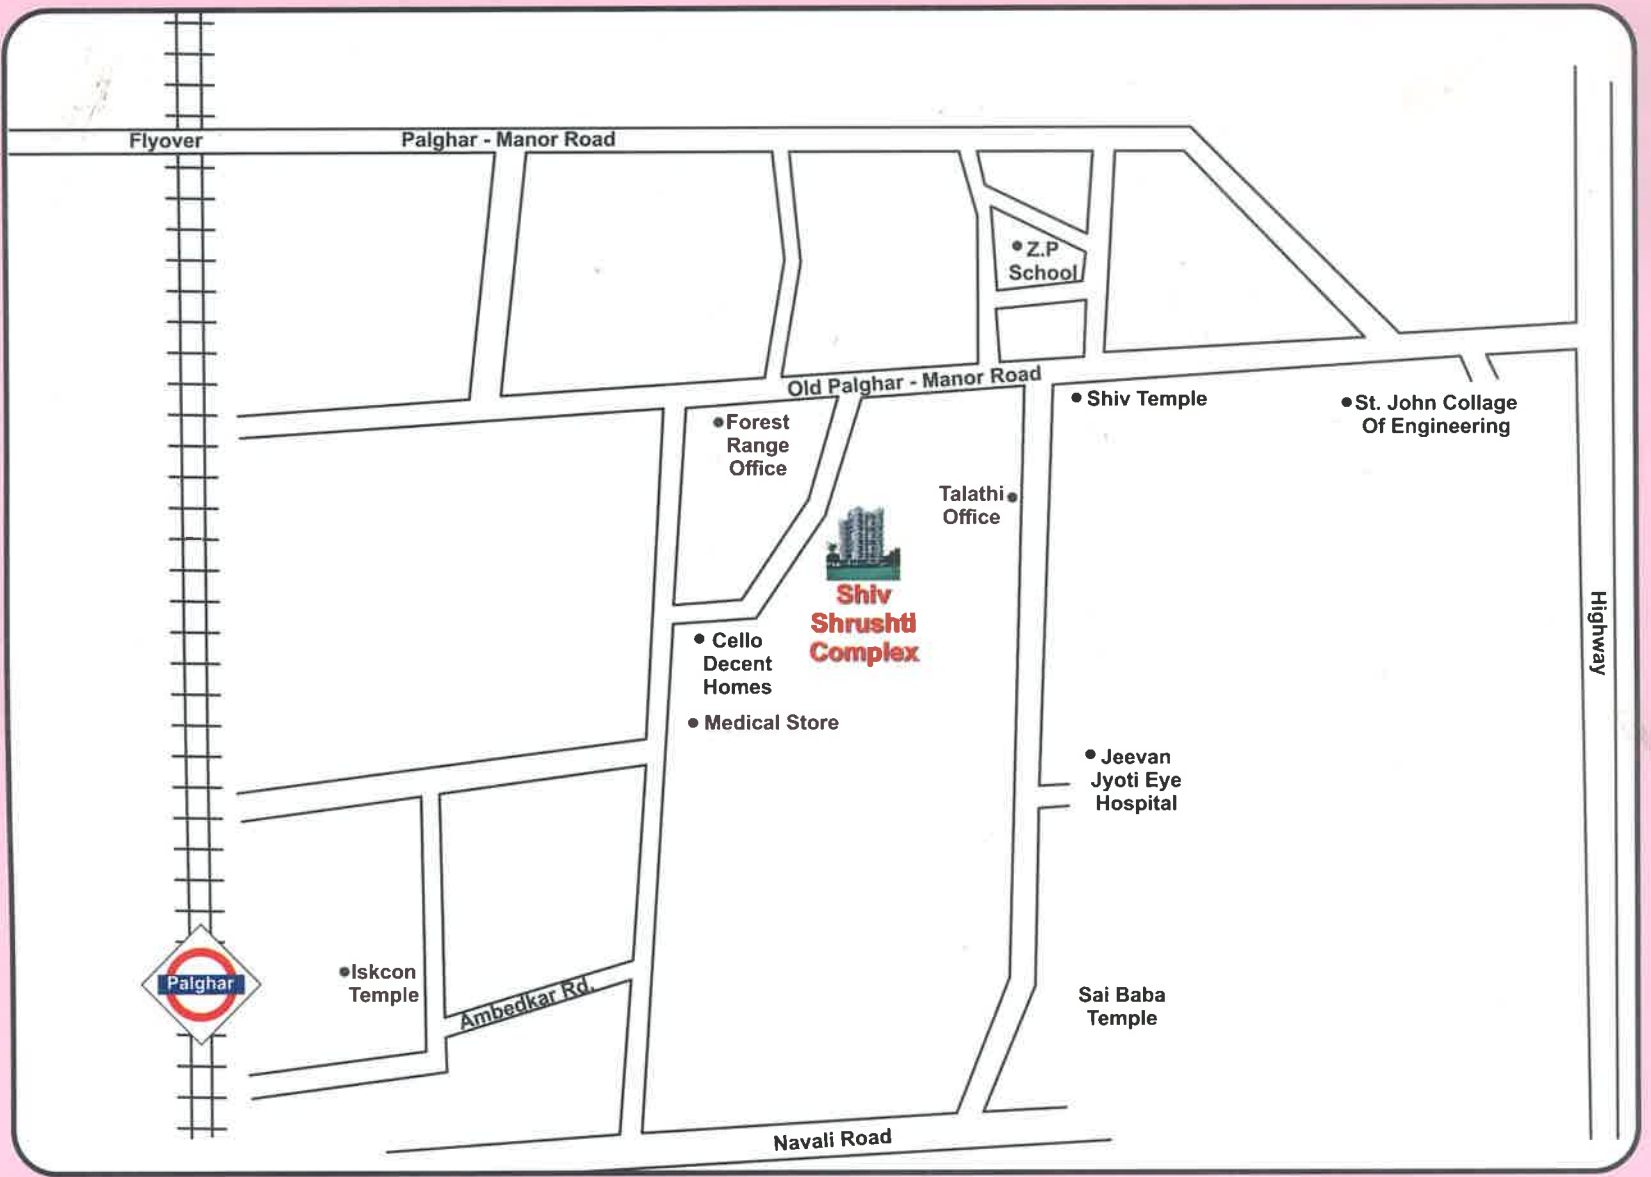 Flyover
Palghar - Manor Road
Z.P
School
Old Palghar - Manor Road
Shiv Temple
St. John Collage
Of Engineering
Forest
Range
Office
Talathi
Office
Shiv
Shrushti
Complex
Highway
Cello
Decent
Homes
Medical Store
Jeevan
Jyoti Eye
Hospital
Palghar
Iskcon
Temple
Ambedkar Rd.
Sai Baba
Temple
Navali Road